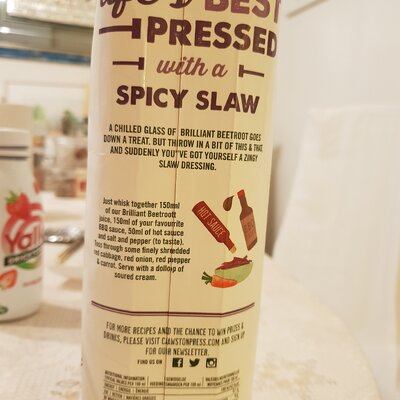 BEST
PRESSED
with a
SPICY SLAW
A CHILLED GLASS OF BRILLIANT BEETROOT GOES
DOWN A TREAT. BUT THROW IN A BIT OF THIS & THAT
AND SUDDENLY YOU'VE GOT YOURSELF A ZINGY
SLAW DRESSING.
Just whisk together 150ml
of our Brilliant Beetroot
juice, 150ml of your favourite
BBQ sauce, 50ml of hot sauce
and salt and pepper (to taste).
Toss through some finely shredded
red cabbage, red onion, red pepper
& carrot. Serve with a dollop of
soured cream.
HOT SAUCE
FOR MORE RECIPES AND THE CHANCE TO WIN PRIZES &
DRINKS, PLEASE VISIT CAWSTONPRESS.COM AND SIGN UP
FOR OUR NEWSLETTER.
FIND US ON
NUTRITIONAL INFORMATION